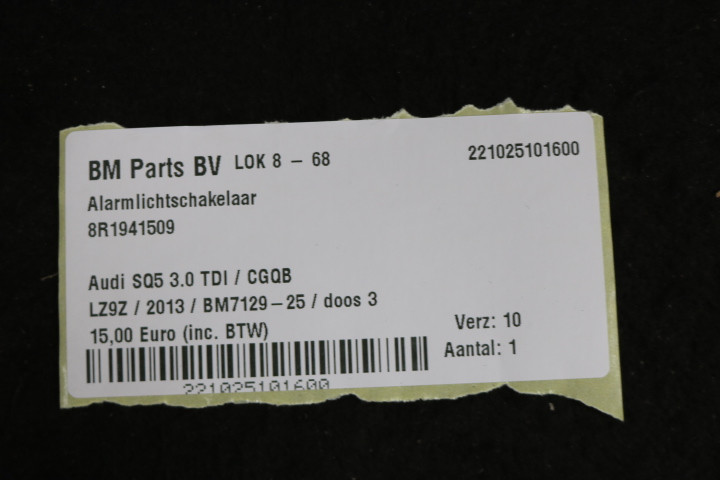 BM Parts BV LOK 8 - 68 221025101600
Alarmlichtschakelaar
8R1941509
Audi SQ5 3.0 TDI / CGQB
LZ9Z / 2013 / BM7129-25 / doos 3
15,00 Euro (inc. BTW) Verz: 10
Aantal: 1
221025101600